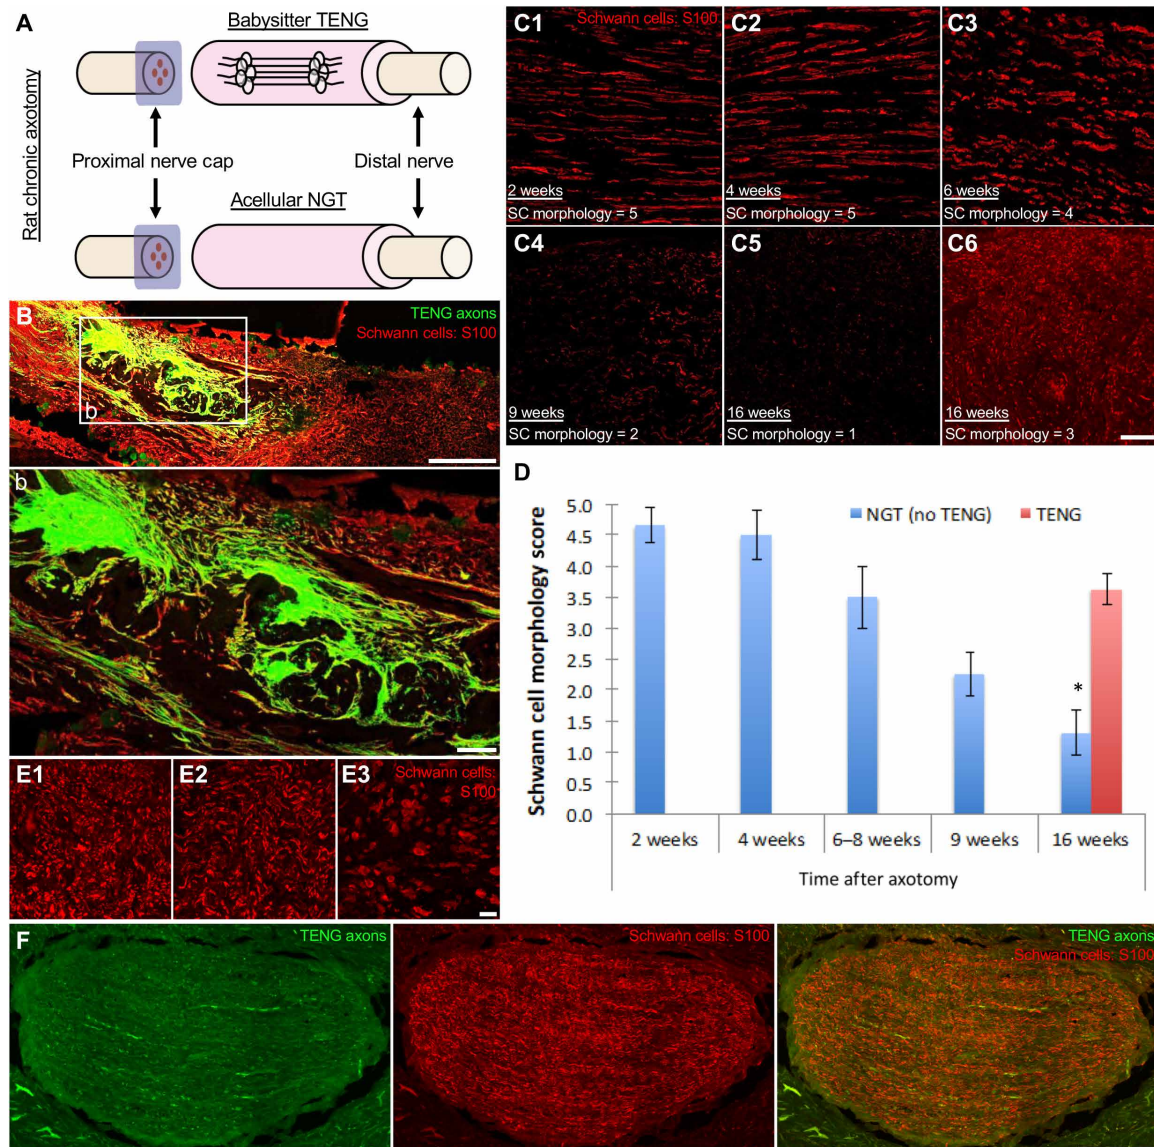 A
Rat chronic axotomy
Babysitter TENG
Proximal nerve cap
Distal nerve
Acellular NGT
B
TENG axons
Schwann cells: S100
b
b
C1
Schwann cells: S100
2 weeks
SC morphology = 5
C2
4 weeks
SC morphology = 5
C3
6 weeks
SC morphology = 4
C4
9 weeks
SC morphology = 2
C5
16 weeks
SC morphology = 1
C6
16 weeks
SC morphology = 3
D
Schwann cell morphology score
5.0
4.5
4.0
3.5
3.0
2.5
2.0
1.5
1.0
0.5
0.0
NGT (no TENG)
TENG
*
2 weeks
4 weeks
6–8 weeks
9 weeks
16 weeks
Time after axotomy
E1
E2
E3
Schwann cells:
S100
F
TENG axons
Schwann cells: S100
TENG axons
Schwann cells: S100